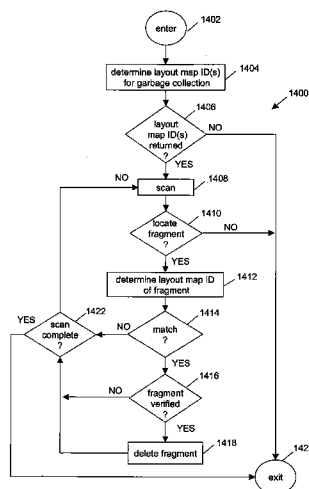 enter
1402
determine layout map ID(s)
for garbage collection
1404
1400
1406
layout
map ID(s)
returned
?
NO
YES
NO
scan
1408
1410
locate
fragment
?
NO
YES
determine layout map ID
of fragment
1412
1422
YES
scan
complete
?
NO
1414
match
?
YES
1416
NO
fragment
verified
?
YES
1418
delete fragment
142
exit